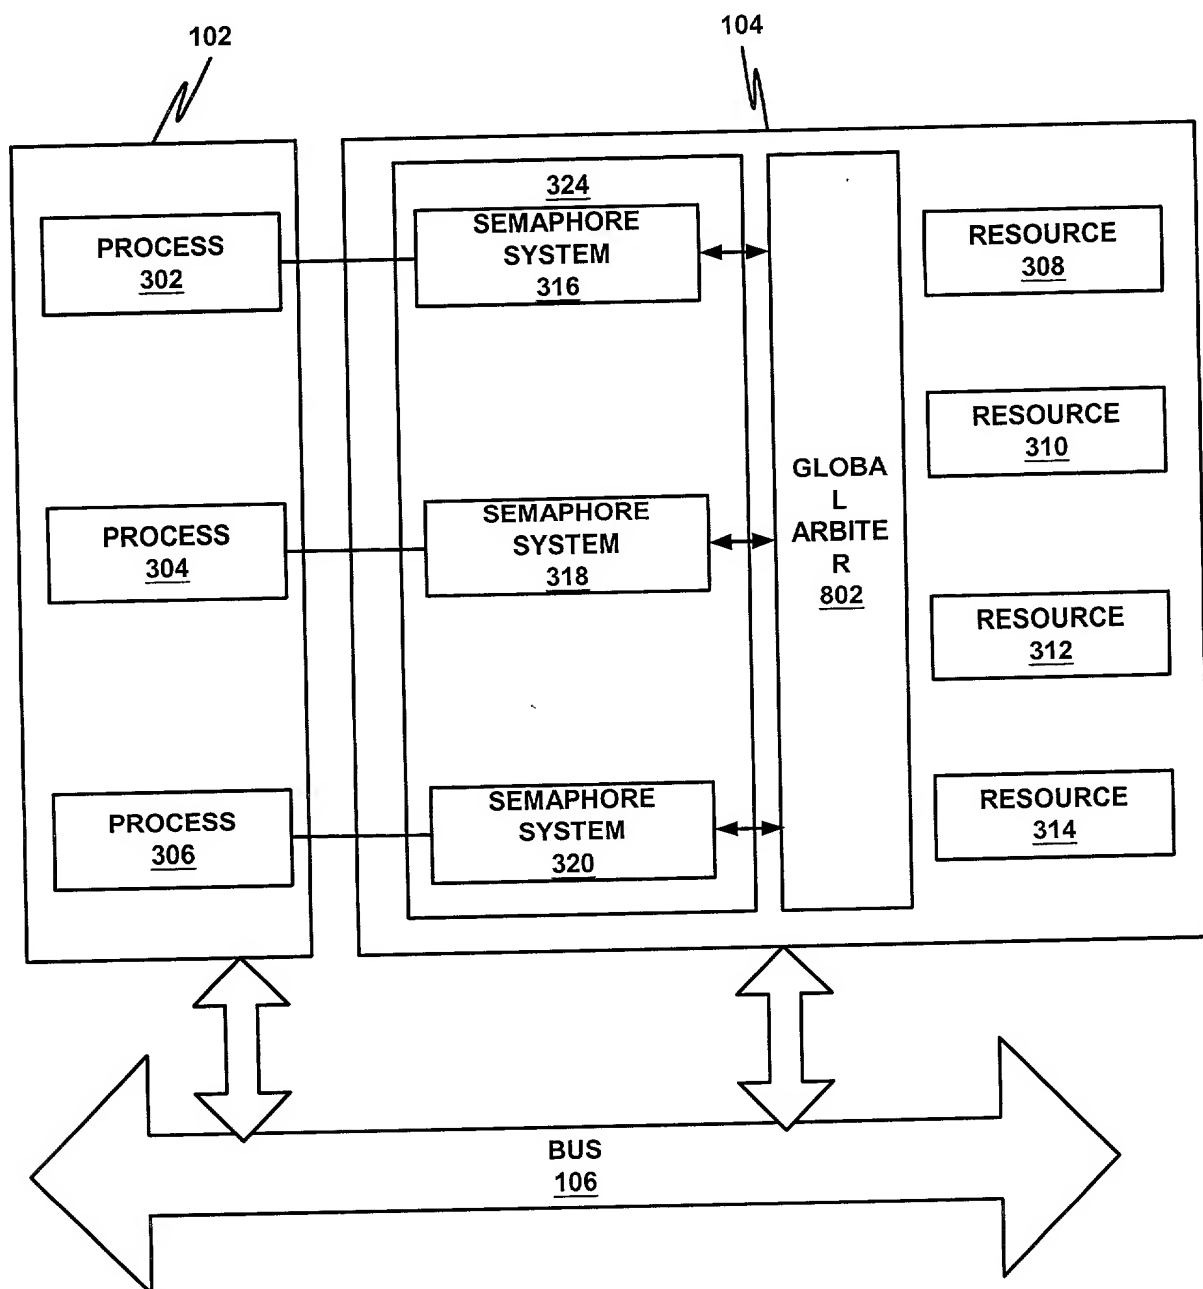 102
104
324
PROCESS
302
SEMAPHORE
SYSTEM
316
RESOURCE
308
RESOURCE
310
GLOBA
L
ARBITE
R
802
PROCESS
304
SEMAPHORE
SYSTEM
318
RESOURCE
312
PROCESS
306
SEMAPHORE
SYSTEM
320
RESOURCE
314
BUS
106